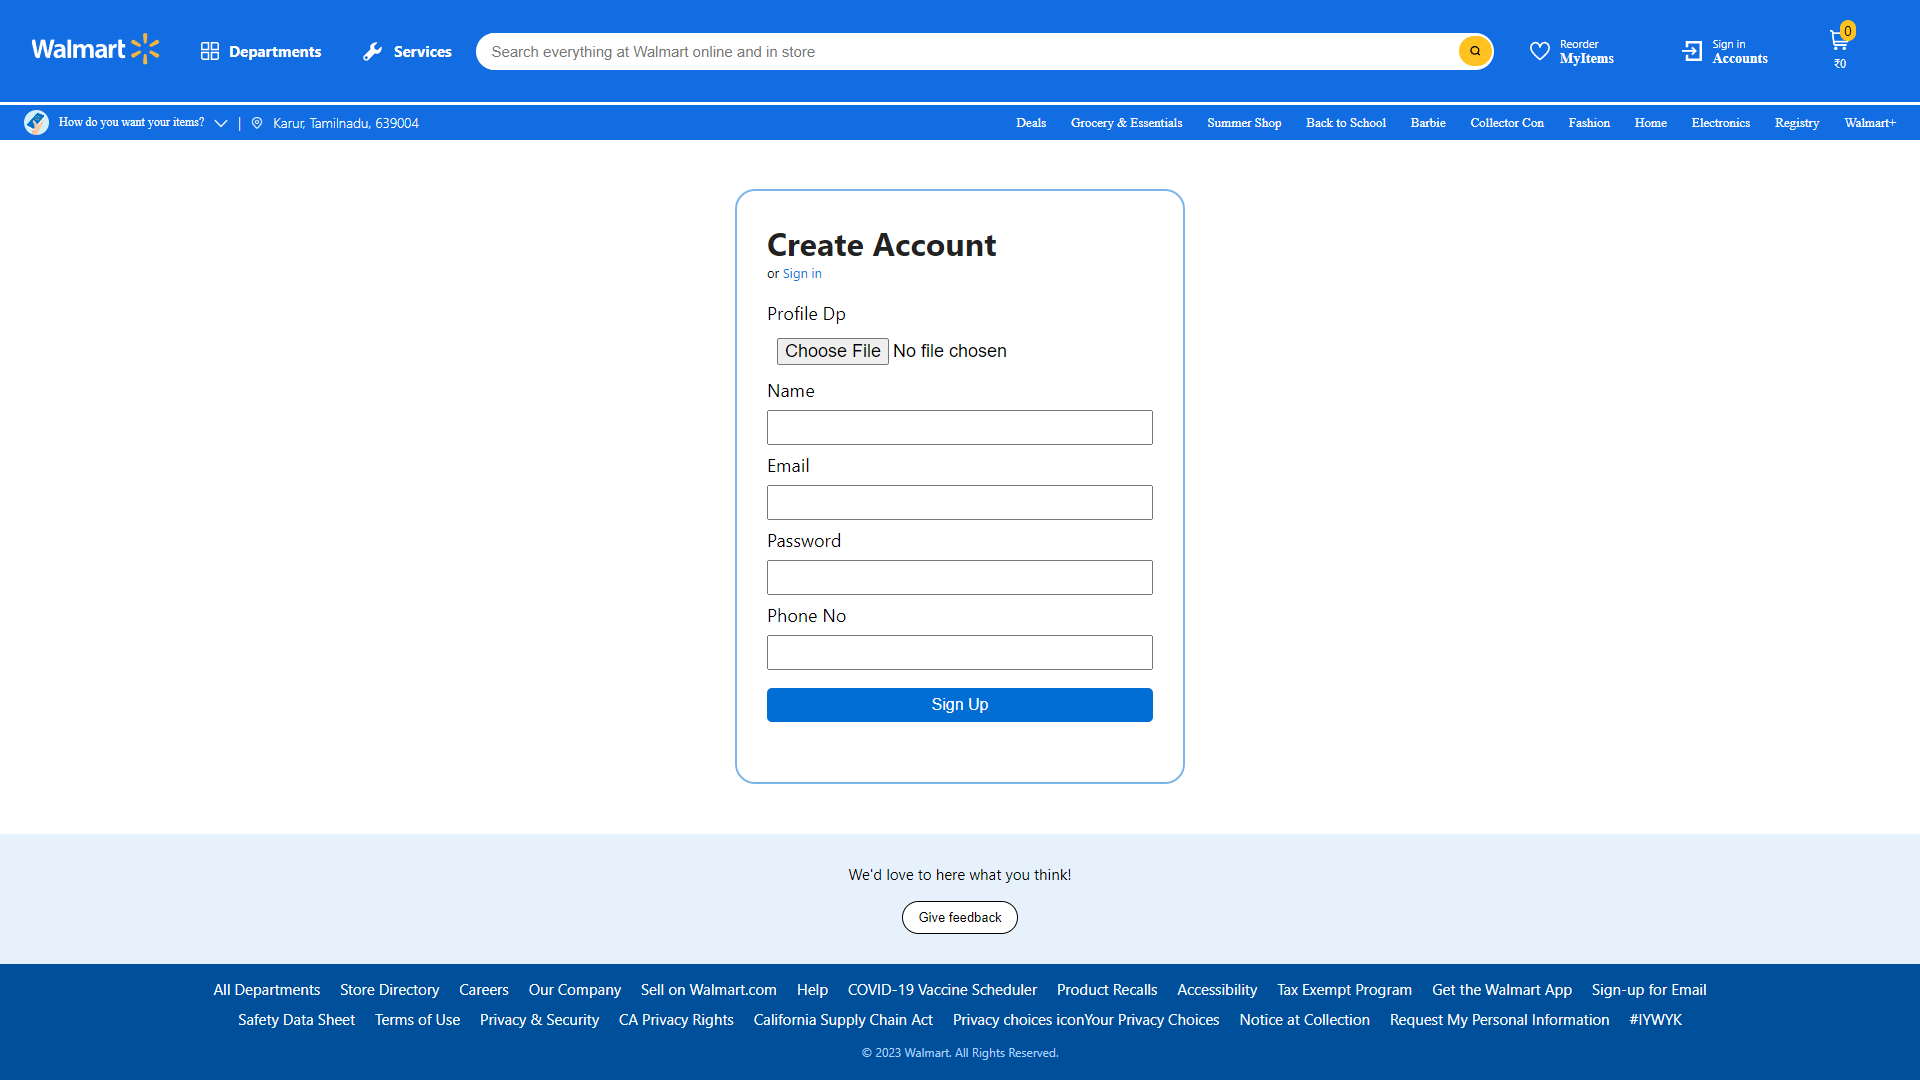 Walmart
Departments
Services
Search everything at Walmart online and in store
Reorder
MyItems
Sign in
Accounts
0
₹0
How do you want your items?
|
Karur, Tamilnadu, 639004
Deals
Grocery & Essentials
Summer Shop
Back to School
Barbie
Collector Con
Fashion
Home
Electronics
Registry
Walmart+
Create Account
or Sign in
Profile Dp
Choose File No file chosen
Name
Email
Password
Phone No
Sign Up
We'd love to here what you think!
Give feedback
All Departments Store Directory Careers Our Company Sell on Walmart.com Help COVID-19 Vaccine Scheduler Product Recalls Accessibility Tax Exempt Program Get the Walmart App Sign-up for Email
Safety Data Sheet Terms of Use Privacy & Security CA Privacy Rights California Supply Chain Act Privacy choices iconYour Privacy Choices Notice at Collection Request My Personal Information #IYWYK
© 2023 Walmart. All Rights Reserved.